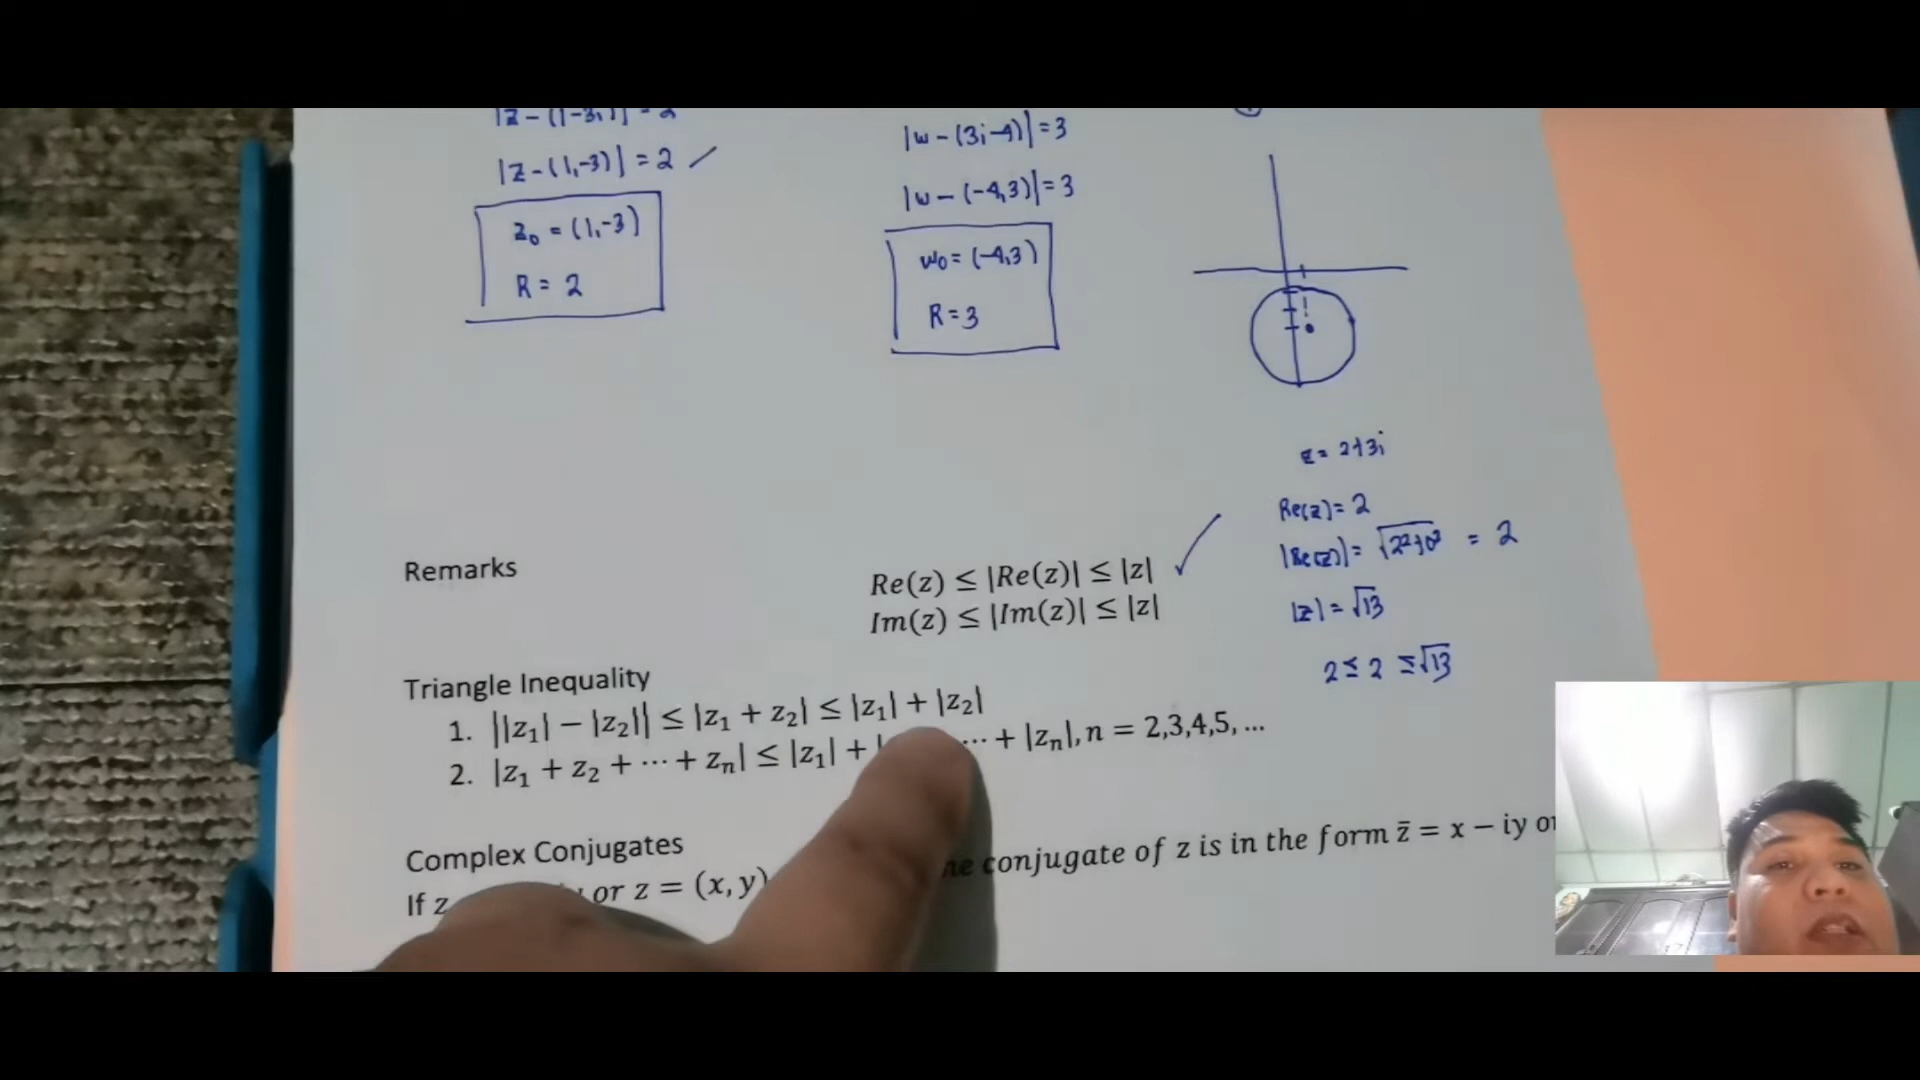 |z-(1-3i)| = 2
|z-(1,-3)| = 2
z₀ = (1,-3)
R = 2
|w-(3i-4)| = 3
|w-(-4,3)| = 3
w₀ = (-4,3)
R = 3
z = 2+3i
Re(z) = 2
|Re(z)| = √2²+0² = 2
|z| = √13
2 ≤ 2 ≤ √13
Remarks
Re(z) ≤ |Re(z)| ≤ |z|
Im(z) ≤ |Im(z)| ≤ |z|
Triangle Inequality
1. ||z₁| − |z₂|| ≤ |z₁ + z₂| ≤ |z₁| + |z₂|
2. |z₁ + z₂ + ⋯ + zₙ| ≤ |z₁| + | ⋯ + |zₙ|, n = 2,3,4,5, …
Complex Conjugates
If z or z = (x, y) conjugate of z is in the form z̄ = x − iy